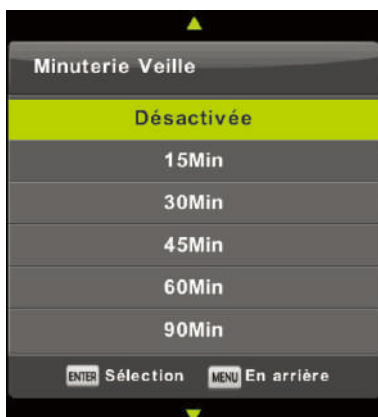 Minuterie Veille
Désactivée
15Min
30Min
45Min
60Min
90Min
ENTER Sélection MENU En arrière